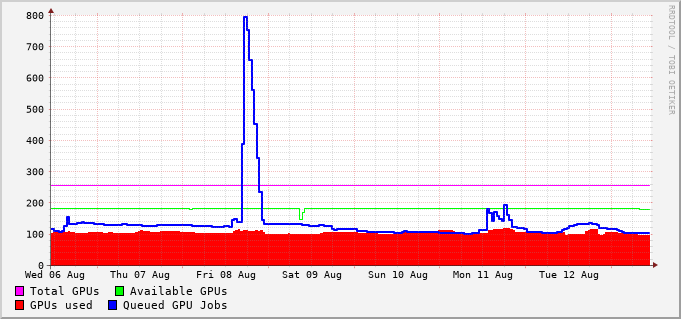 RRDTOOL / TOBI OETIKER
800
700
600
500
400
300
200
100
0
Wed 06 Aug Thu 07 Aug Fri 08 Aug Sat 09 Aug Sun 10 Aug Mon 11 Aug Tue 12 Aug
Total GPUs Available GPUs
GPUs used Queued GPU Jobs